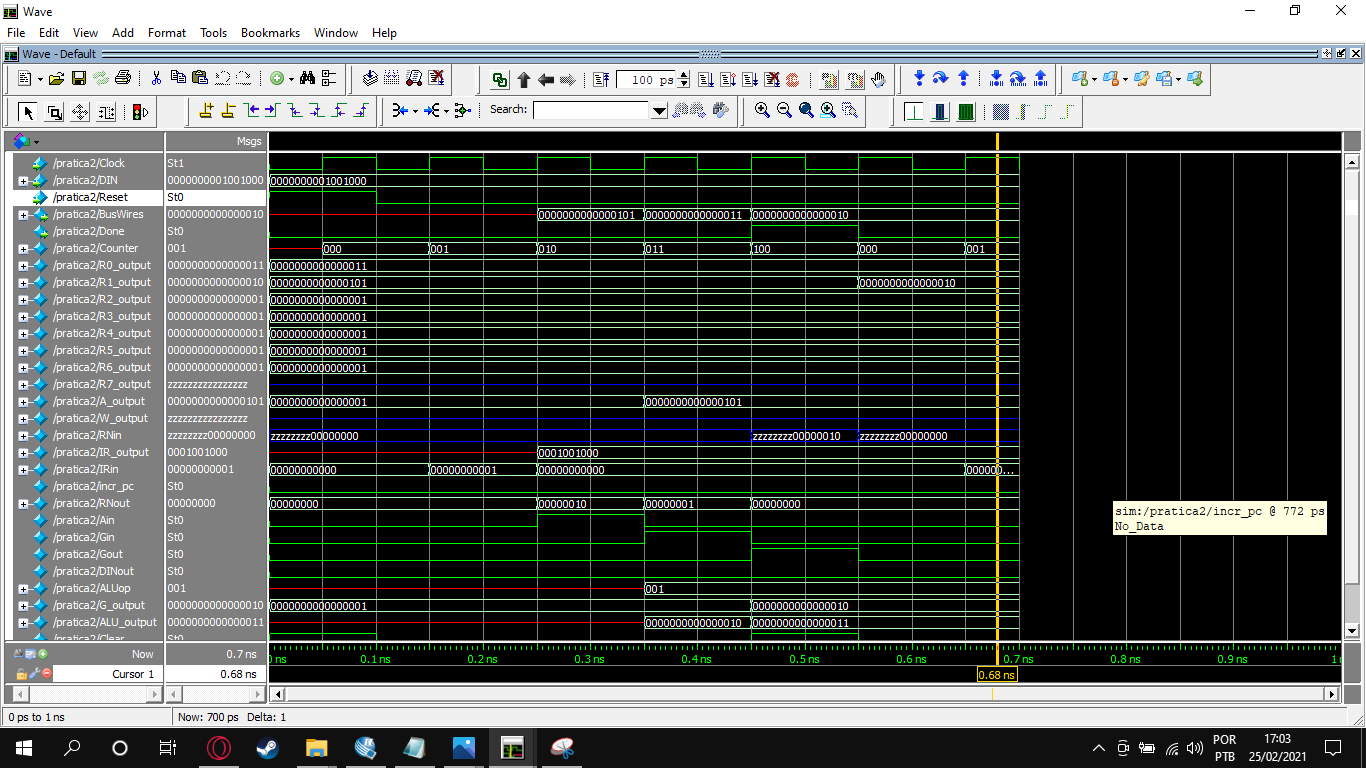 Wave
File Edit View Add Format Tools Bookmarks Window Help
Wave - Default
100 ps
Search:
Msgs
/pratica2/Clock St1
/pratica2/DIN 0000000001001000 0000000001001000
/pratica2/Reset St0
/pratica2/BusWires 0000000000000010 0000000000000101 0000000000000011 0000000000000010
/pratica2/Done St0
/pratica2/Counter 001 000 001 010 011 100 000 001
/pratica2/R0_output 0000000000000011 0000000000000011
/pratica2/R1_output 0000000000000010 0000000000000101 0000000000000010
/pratica2/R2_output 0000000000000001 0000000000000001
/pratica2/R3_output 0000000000000001 0000000000000001
/pratica2/R4_output 0000000000000001 0000000000000001
/pratica2/R5_output 0000000000000001 0000000000000001
/pratica2/R6_output 0000000000000001 0000000000000001
/pratica2/R7_output zzzzzzzzzzzzzzzz
/pratica2/A_output 0000000000000101 0000000000000001 0000000000000101
/pratica2/W_output zzzzzzzzzzzzzzzz
/pratica2/RNin zzzzzzzz00000000 zzzzzzzz00000000 zzzzzzzz00000010 zzzzzzzz00000000
/pratica2/IR_output 0001001000 0001001000
/pratica2/IRin 00000000001 00000000000 00000000001 00000000000 000000...
/pratica2/incr_pc St0
/pratica2/RNout 00000000 00000000 00000010 00000001 00000000
/pratica2/Ain St0
/pratica2/Gin St0
/pratica2/Gout St0
/pratica2/DINout St0
/pratica2/ALUop 001 001
/pratica2/G_output 0000000000000010 0000000000000001 0000000000000010
/pratica2/ALU_output 0000000000000011 0000000000000010 0000000000000011
/pratica2/Clear St0
sim:/pratica2/incr_pc @ 772 ps
No_Data
Now 0.7 ns 0.1 ns 0.2 ns 0.3 ns 0.4 ns 0.5 ns 0.6 ns 0.7 ns 0.8 ns 0.9 ns
Cursor 1 0.68 ns 0.68 ns
0 ps to 1 ns Now: 700 ps Delta: 1
POR
PTB
17:03
25/02/2021